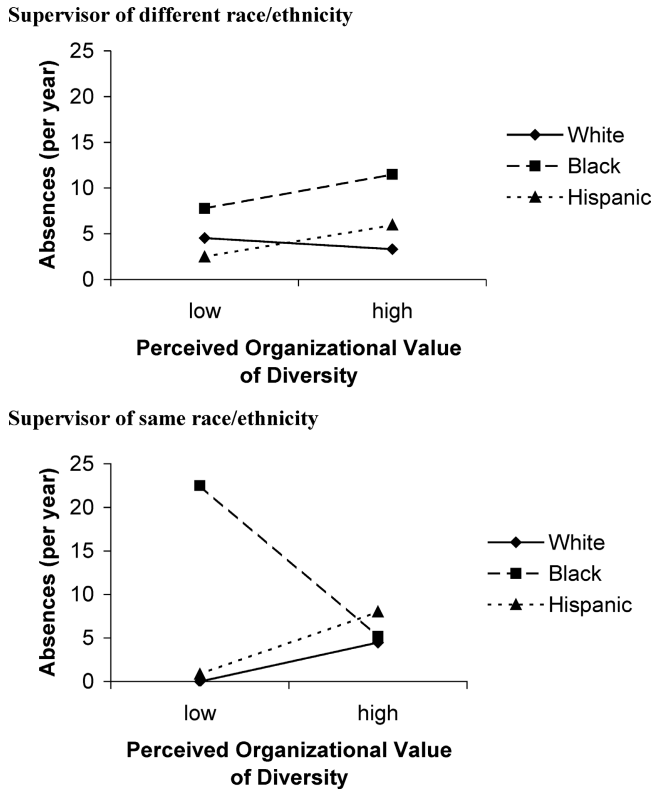 Supervisor of different race/ethnicity
25
20
15
10
5
0
Absences (per year)
low high
Perceived Organizational Value
of Diversity
White
Black
Hispanic
Supervisor of same race/ethnicity
25
20
15
10
5
0
Absences (per year)
low high
Perceived Organizational Value
of Diversity
White
Black
Hispanic